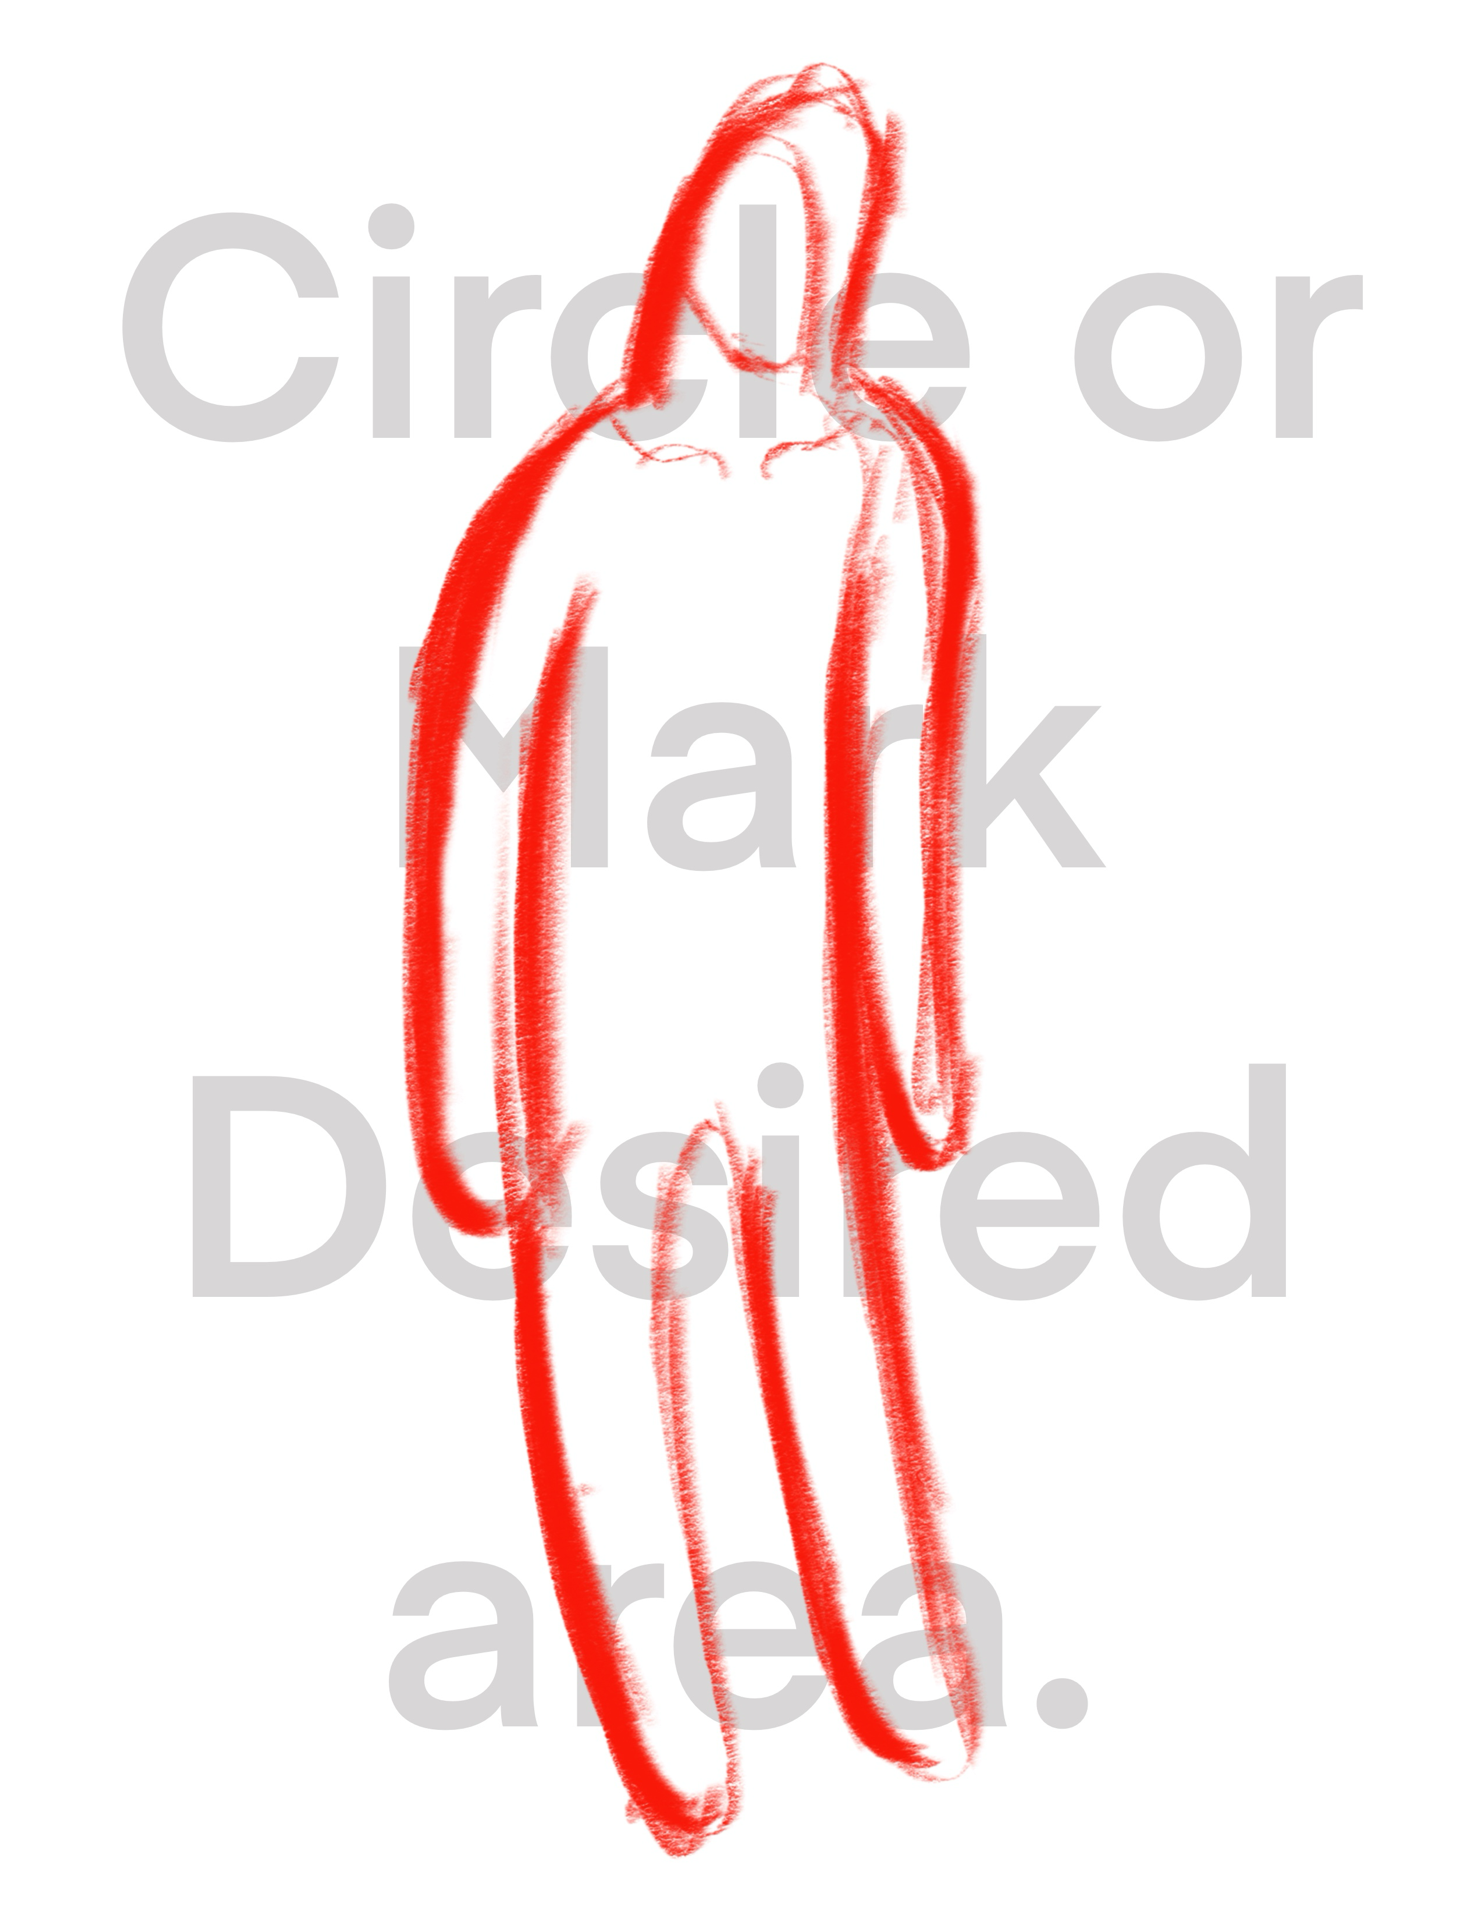 Circle or
Mark
Desired
area.